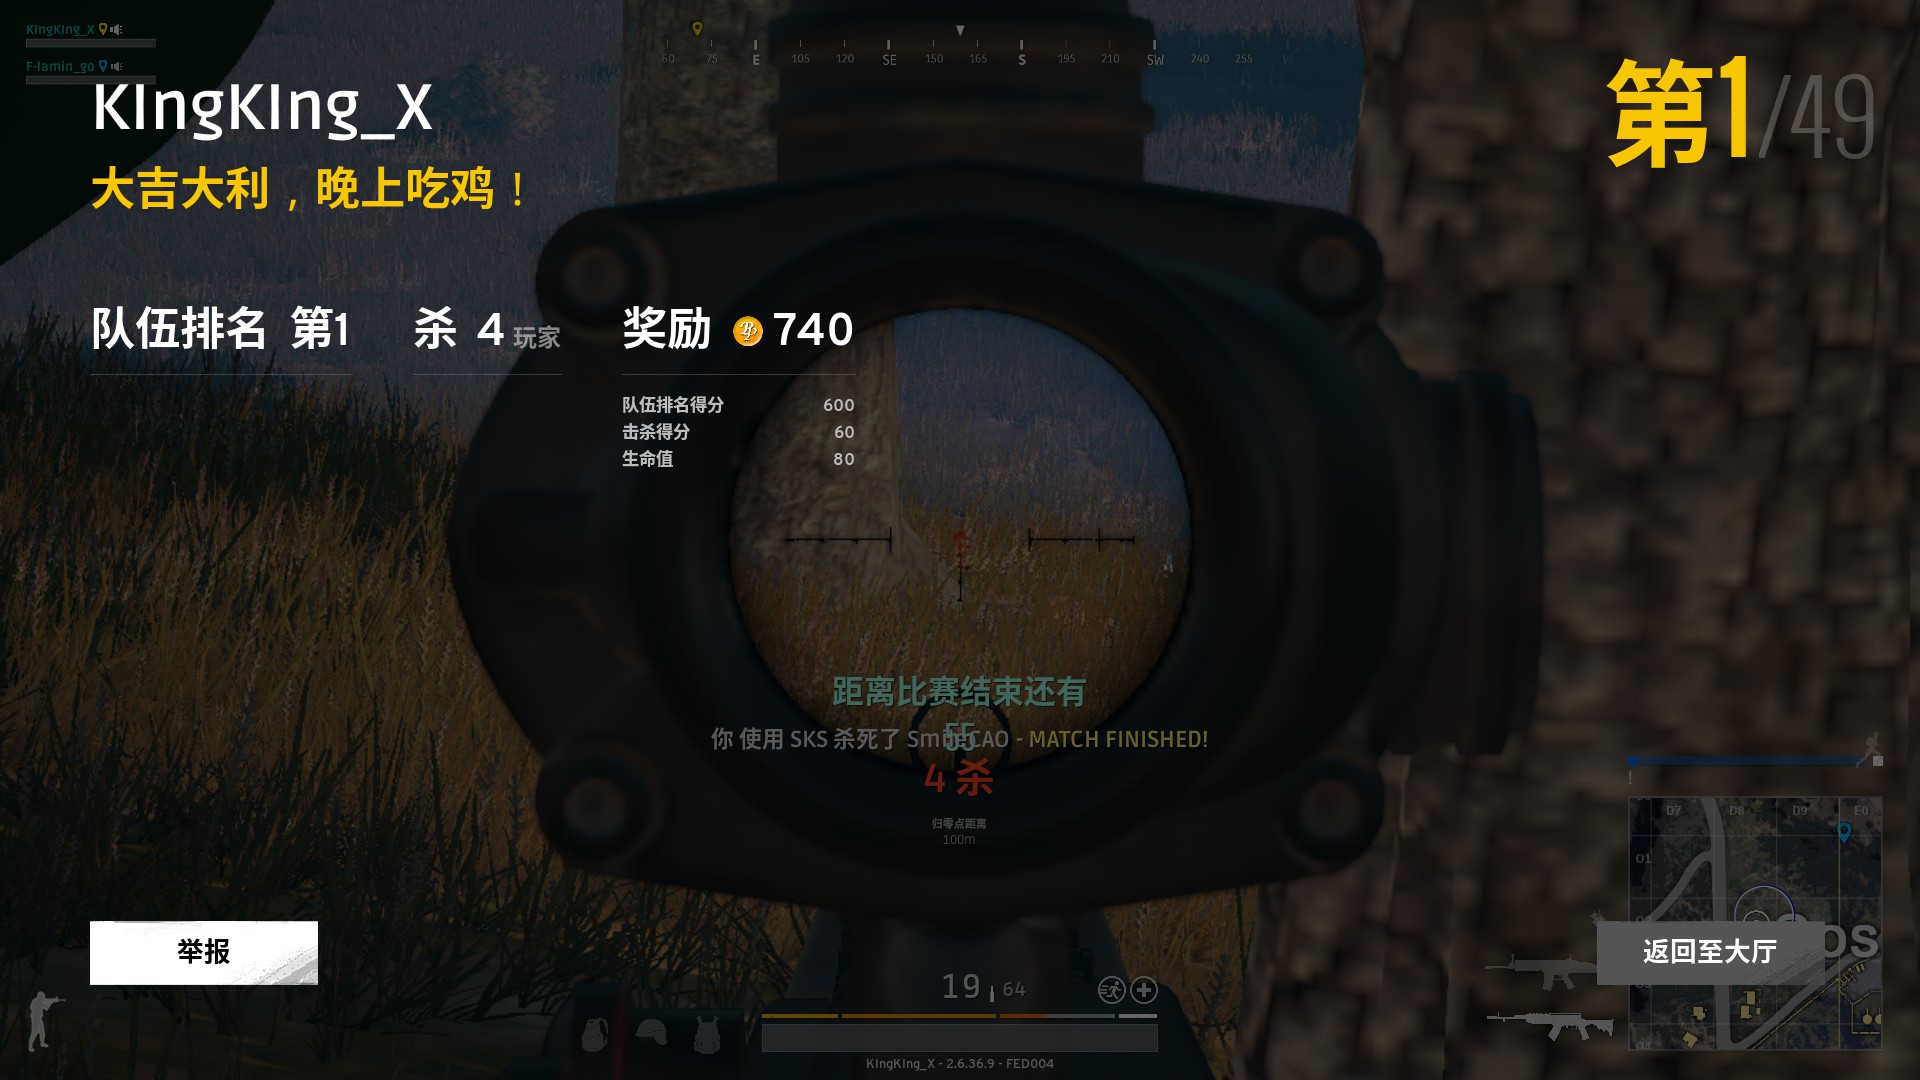 KIngKIng_X
F-lamin_go
60 75 E 105 120 SE 150 165 S 195 210 SW 240 255 W
KIngKIng_X
第1/49
大吉大利，晚上吃鸡！
队伍排名 第1 杀 4 玩家 奖励 740
队伍排名得分 600
击杀得分 60
生命值 80
距离比赛结束还有
你 使用 SKS 杀死了 - MATCH FINISHED!
4 杀
归零点距离
100m
D7 D8 D9 E0
01
举报
返回至大厅
19 64
KIngKIng_X - 2.6.36.9 - FED004